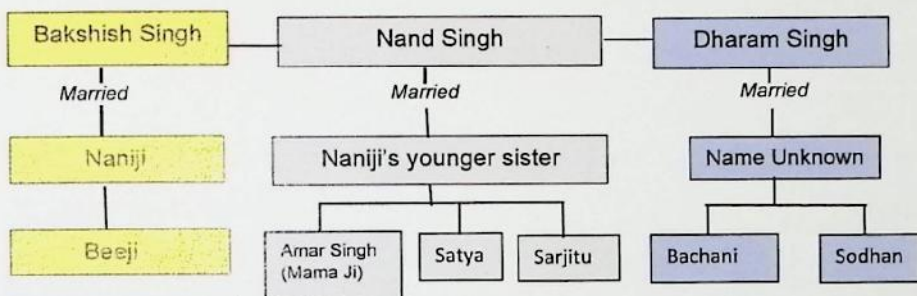 Bakshish Singh
Nand Singh
Dharam Singh
Married
Married
Married
Naniji
Naniji's younger sister
Name Unknown
Beeji
Amar Singh
(Mama Ji)
Satya
Sarjitu
Bachani
Sodhan